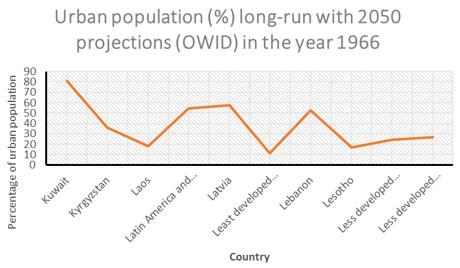 Urban population (%) long-run with 2050
projections (OWID) in the year 1966
Percentage of urban population
90
80
70
60
50
40
30
20
10
0
Kuwait
Kyrgyzstan
Laos
Latin America and...
Latvia
Least developed...
Lebanon
Lesotho
Less developed...
Less developed...
Country